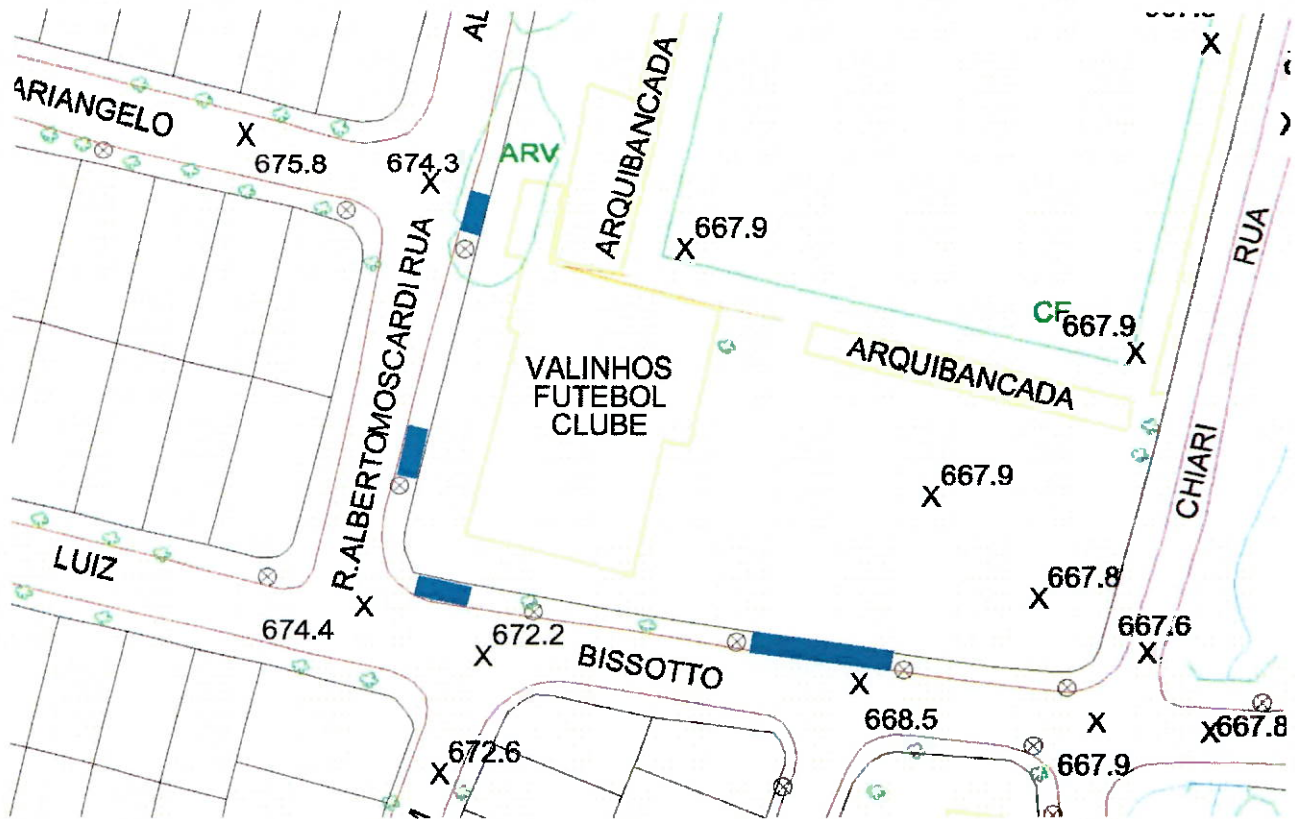 AL
ARIANGELO
675.8
674.3
ARV
ARQUIBANCADA
667.9
RUA
R.ALBERTOMOSCARDI RUA
CF
667.9
ARQUIBANCADA
VALINHOS
FUTEBOL
CLUBE
CHIARI
667.9
LUIZ
667.8
674.4
672.2
667.6
BISSOTTO
668.5
667.8
672.6
667.9